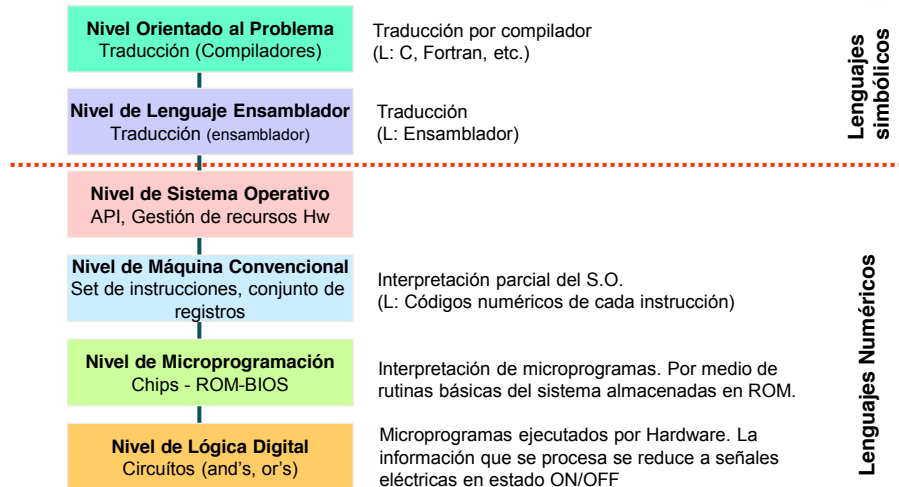 Nivel Orientado al Problema
Traducción (Compiladores)
Traducción por compilador
(L: C, Fortran, etc.)
Lenguajes
simbólicos
Nivel de Lenguaje Ensamblador
Traducción (ensamblador)
Traducción
(L: Ensamblador)
Nivel de Sistema Operativo
API, Gestión de recursos Hw
Nivel de Máquina Convencional
Set de instrucciones, conjunto de
registros
Interpretación parcial del S.O.
(L: Códigos numéricos de cada instrucción)
Lenguajes Numéricos
Nivel de Microprogramación
Chips - ROM-BIOS
Interpretación de microprogramas. Por medio de
rutinas básicas del sistema almacenadas en ROM.
Nivel de Lógica Digital
Circuítos (and's, or's)
Microprogramas ejecutados por Hardware. La
información que se procesa se reduce a señales
eléctricas en estado ON/OFF